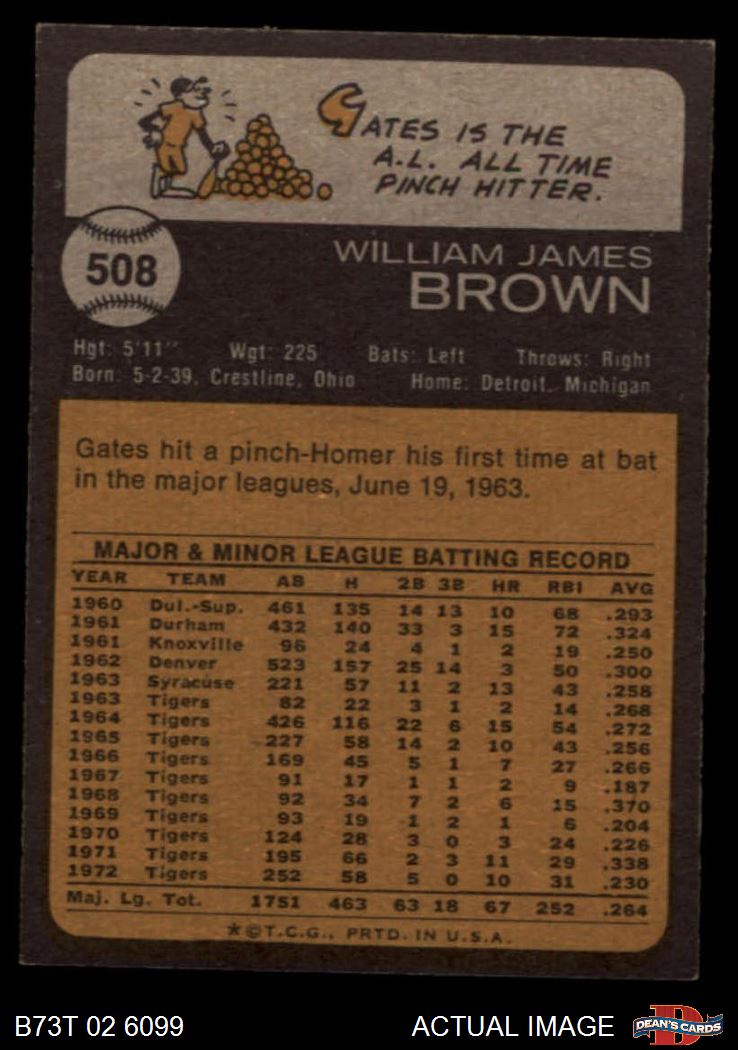 GATES IS THE
A.L. ALL TIME
PINCH HITTER.
508
WILLIAM JAMES
BROWN
Hgt: 5'11" Wgt: 225 Bats: Left Throws: Right
Born: 5-2-39, Crestline, Ohio Home: Detroit, Michigan
Gates hit a pinch-Homer his first time at bat
in the major leagues, June 19, 1963.
MAJOR & MINOR LEAGUE BATTING RECORD
YEAR TEAM AB H 2B 3B HR RBI AVG
1960 Dul.-Sup. 461 135 14 13 10 68 .293
1961 Durham 432 140 33 3 15 72 .324
1961 Knoxville 96 24 4 1 2 19 .250
1962 Denver 523 157 25 14 3 50 .300
1963 Syracuse 221 57 11 2 13 43 .258
1963 Tigers 82 22 3 1 2 14 .268
1964 Tigers 426 116 22 6 15 54 .272
1965 Tigers 227 58 14 2 10 43 .256
1966 Tigers 169 45 5 1 7 27 .266
1967 Tigers 91 17 1 1 2 9 .187
1968 Tigers 92 34 7 2 6 15 .370
1969 Tigers 93 19 1 2 1 6 .204
1970 Tigers 124 28 3 0 3 24 .226
1971 Tigers 195 66 2 3 11 29 .338
1972 Tigers 252 58 5 0 10 31 .230
Maj. Lg. Tot. 1751 463 63 18 67 252 .264
*©T.C.G., PRTD. IN U.S.A.
B73T 02 6099 ACTUAL IMAGE D DEAN'S CARDS